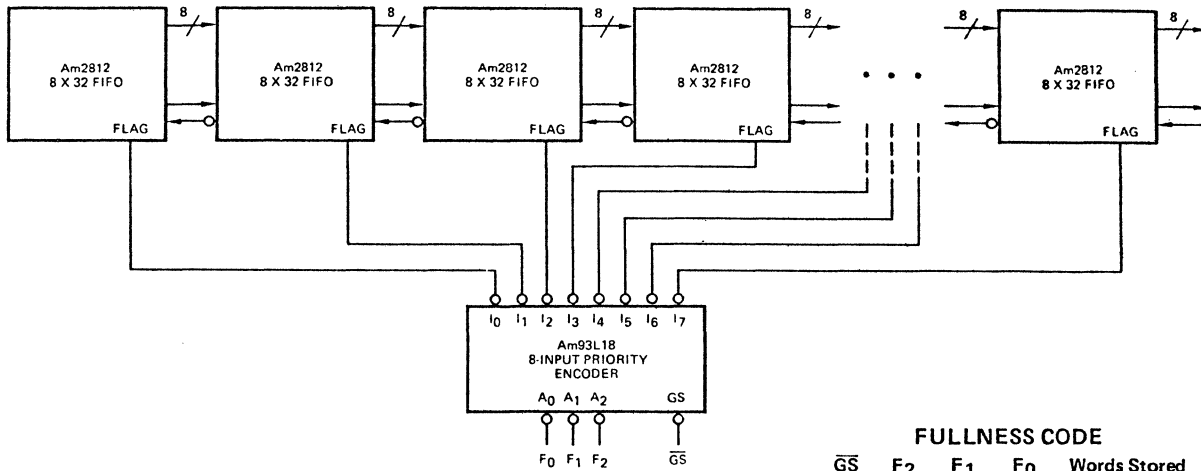 8 8 8 8 8 8
Am2812 Am2812 Am2812 Am2812 Am2812
8 X 32 FIFO 8 X 32 FIFO 8 X 32 FIFO 8 X 32 FIFO 8 X 32 FIFO
FLAG FLAG FLAG FLAG FLAG
I0 I1 I2 I3 I4 I5 I6 I7
Am93L18
8-INPUT PRIORITY
ENCODER
A0 A1 A2 GS
F0 F1 F2 G̅S̅
FULLNESS CODE
G̅S̅ F2 F1 F0 Words Stored